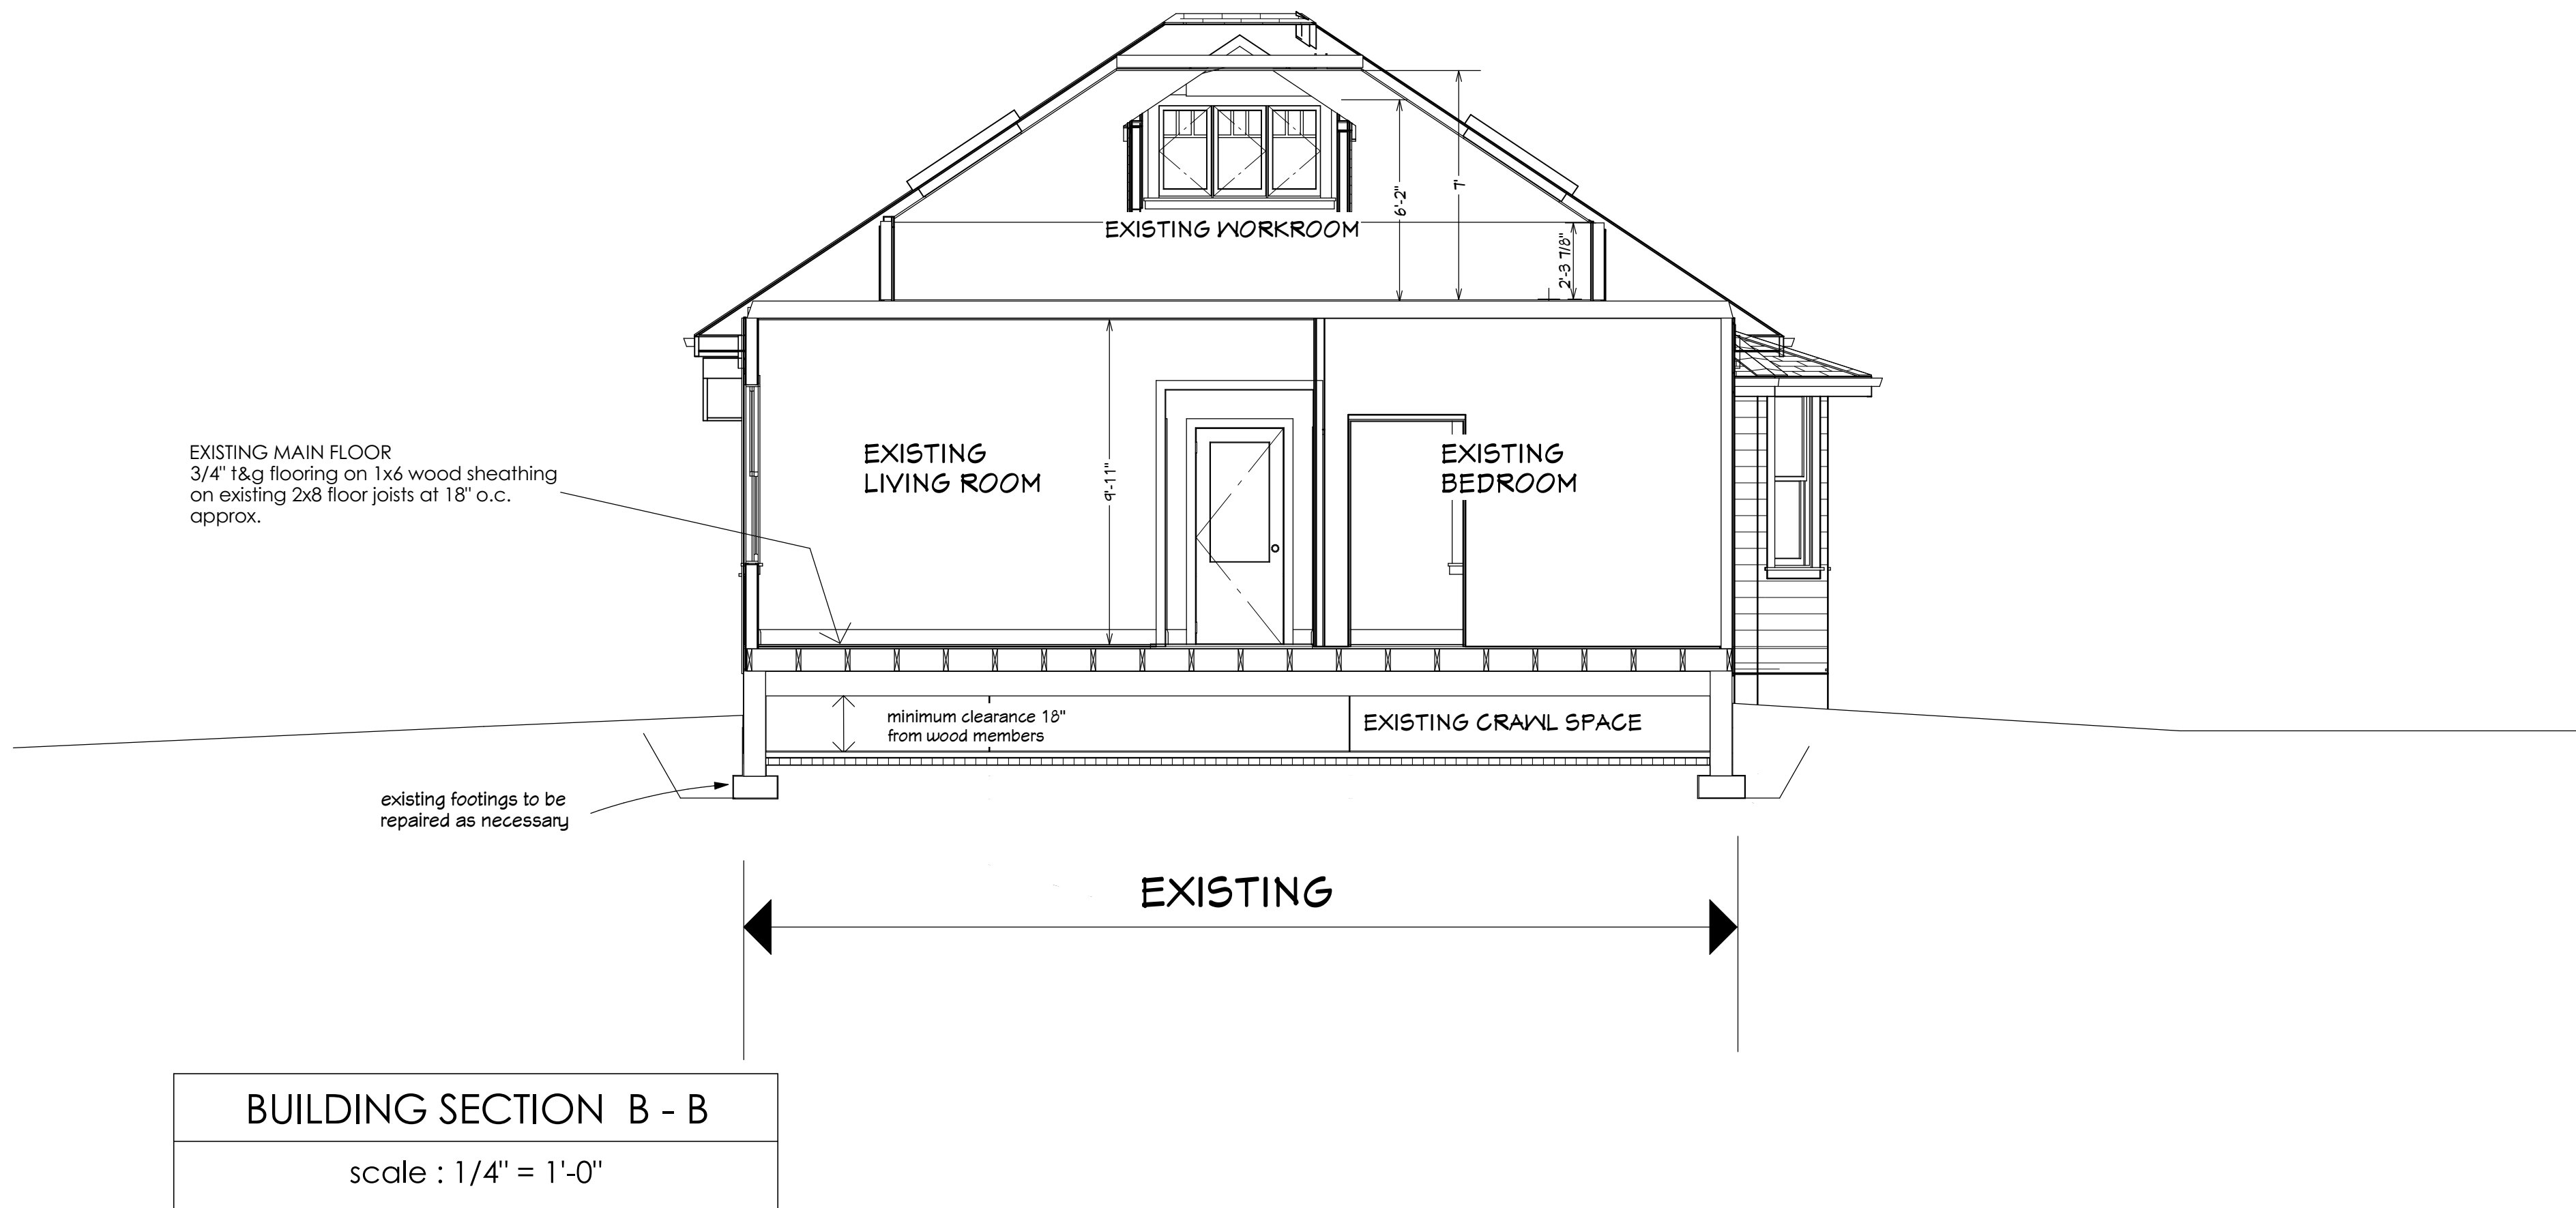 7'
6'-2"
EXISTING WORKROOM
2'-3 7/8"
EXISTING MAIN FLOOR
3/4" t&g flooring on 1x6 wood sheathing
on existing 2x8 floor joists at 18" o.c.
approx.
EXISTING
LIVING ROOM
9'-11"
EXISTING
BEDROOM
minimum clearance 18"
from wood members
EXISTING CRAWL SPACE
existing footings to be
repaired as necessary
EXISTING
BUILDING SECTION B - B
scale : 1/4" = 1'-0"